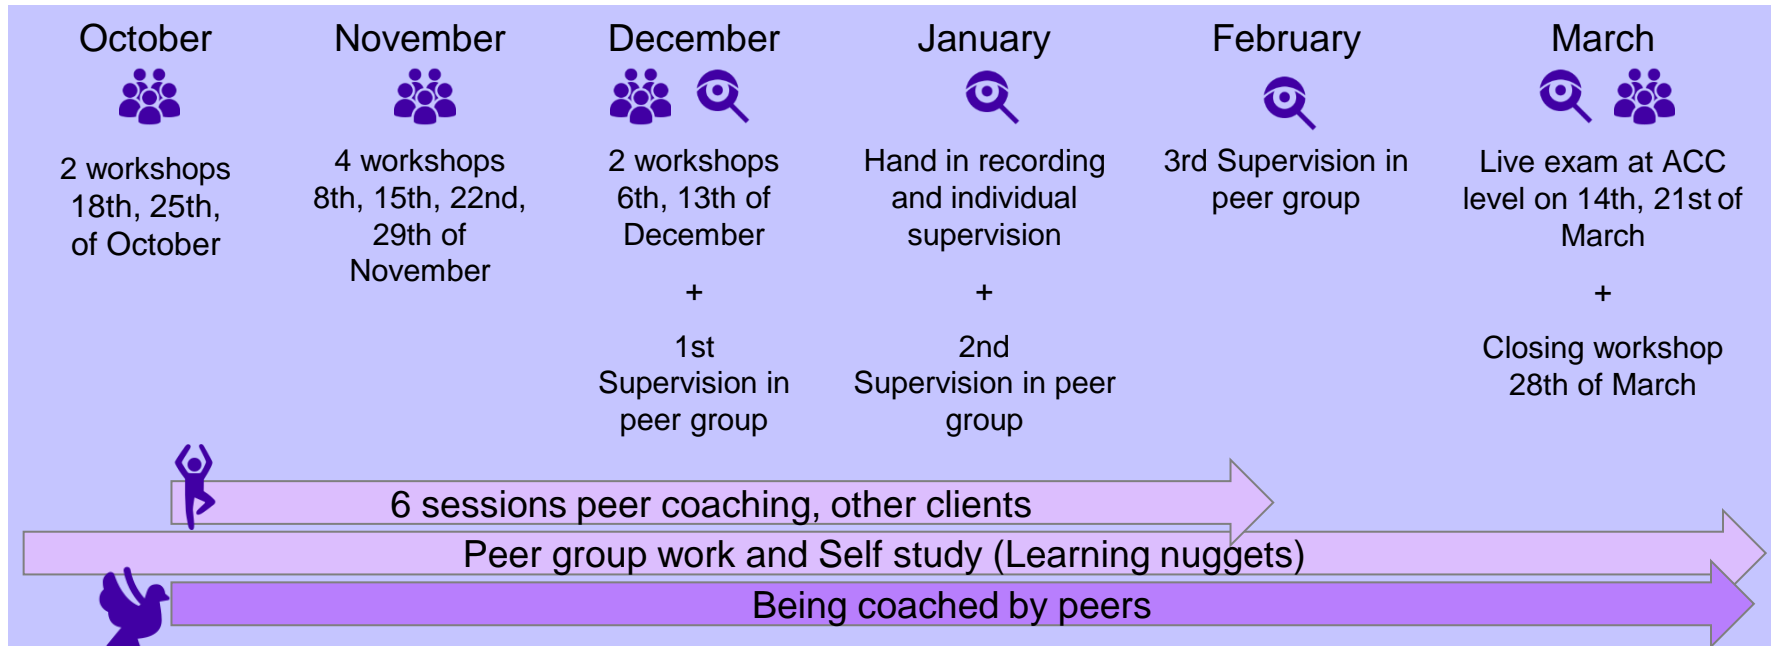 October
2 workshops
18th, 25th,
of October
November
4 workshops
8th, 15th, 22nd,
29th of
November
December
2 workshops
6th, 13th of
December
+
1st
Supervision in
peer group
January
Hand in recording
and individual
supervision
+
2nd
Supervision in peer
group
February
3rd Supervision in
peer group
March
Live exam at ACC
level on 14th, 21st of
March
+
Closing workshop
28th of March
6 sessions peer coaching, other clients
Peer group work and Self study (Learning nuggets)
Being coached by peers